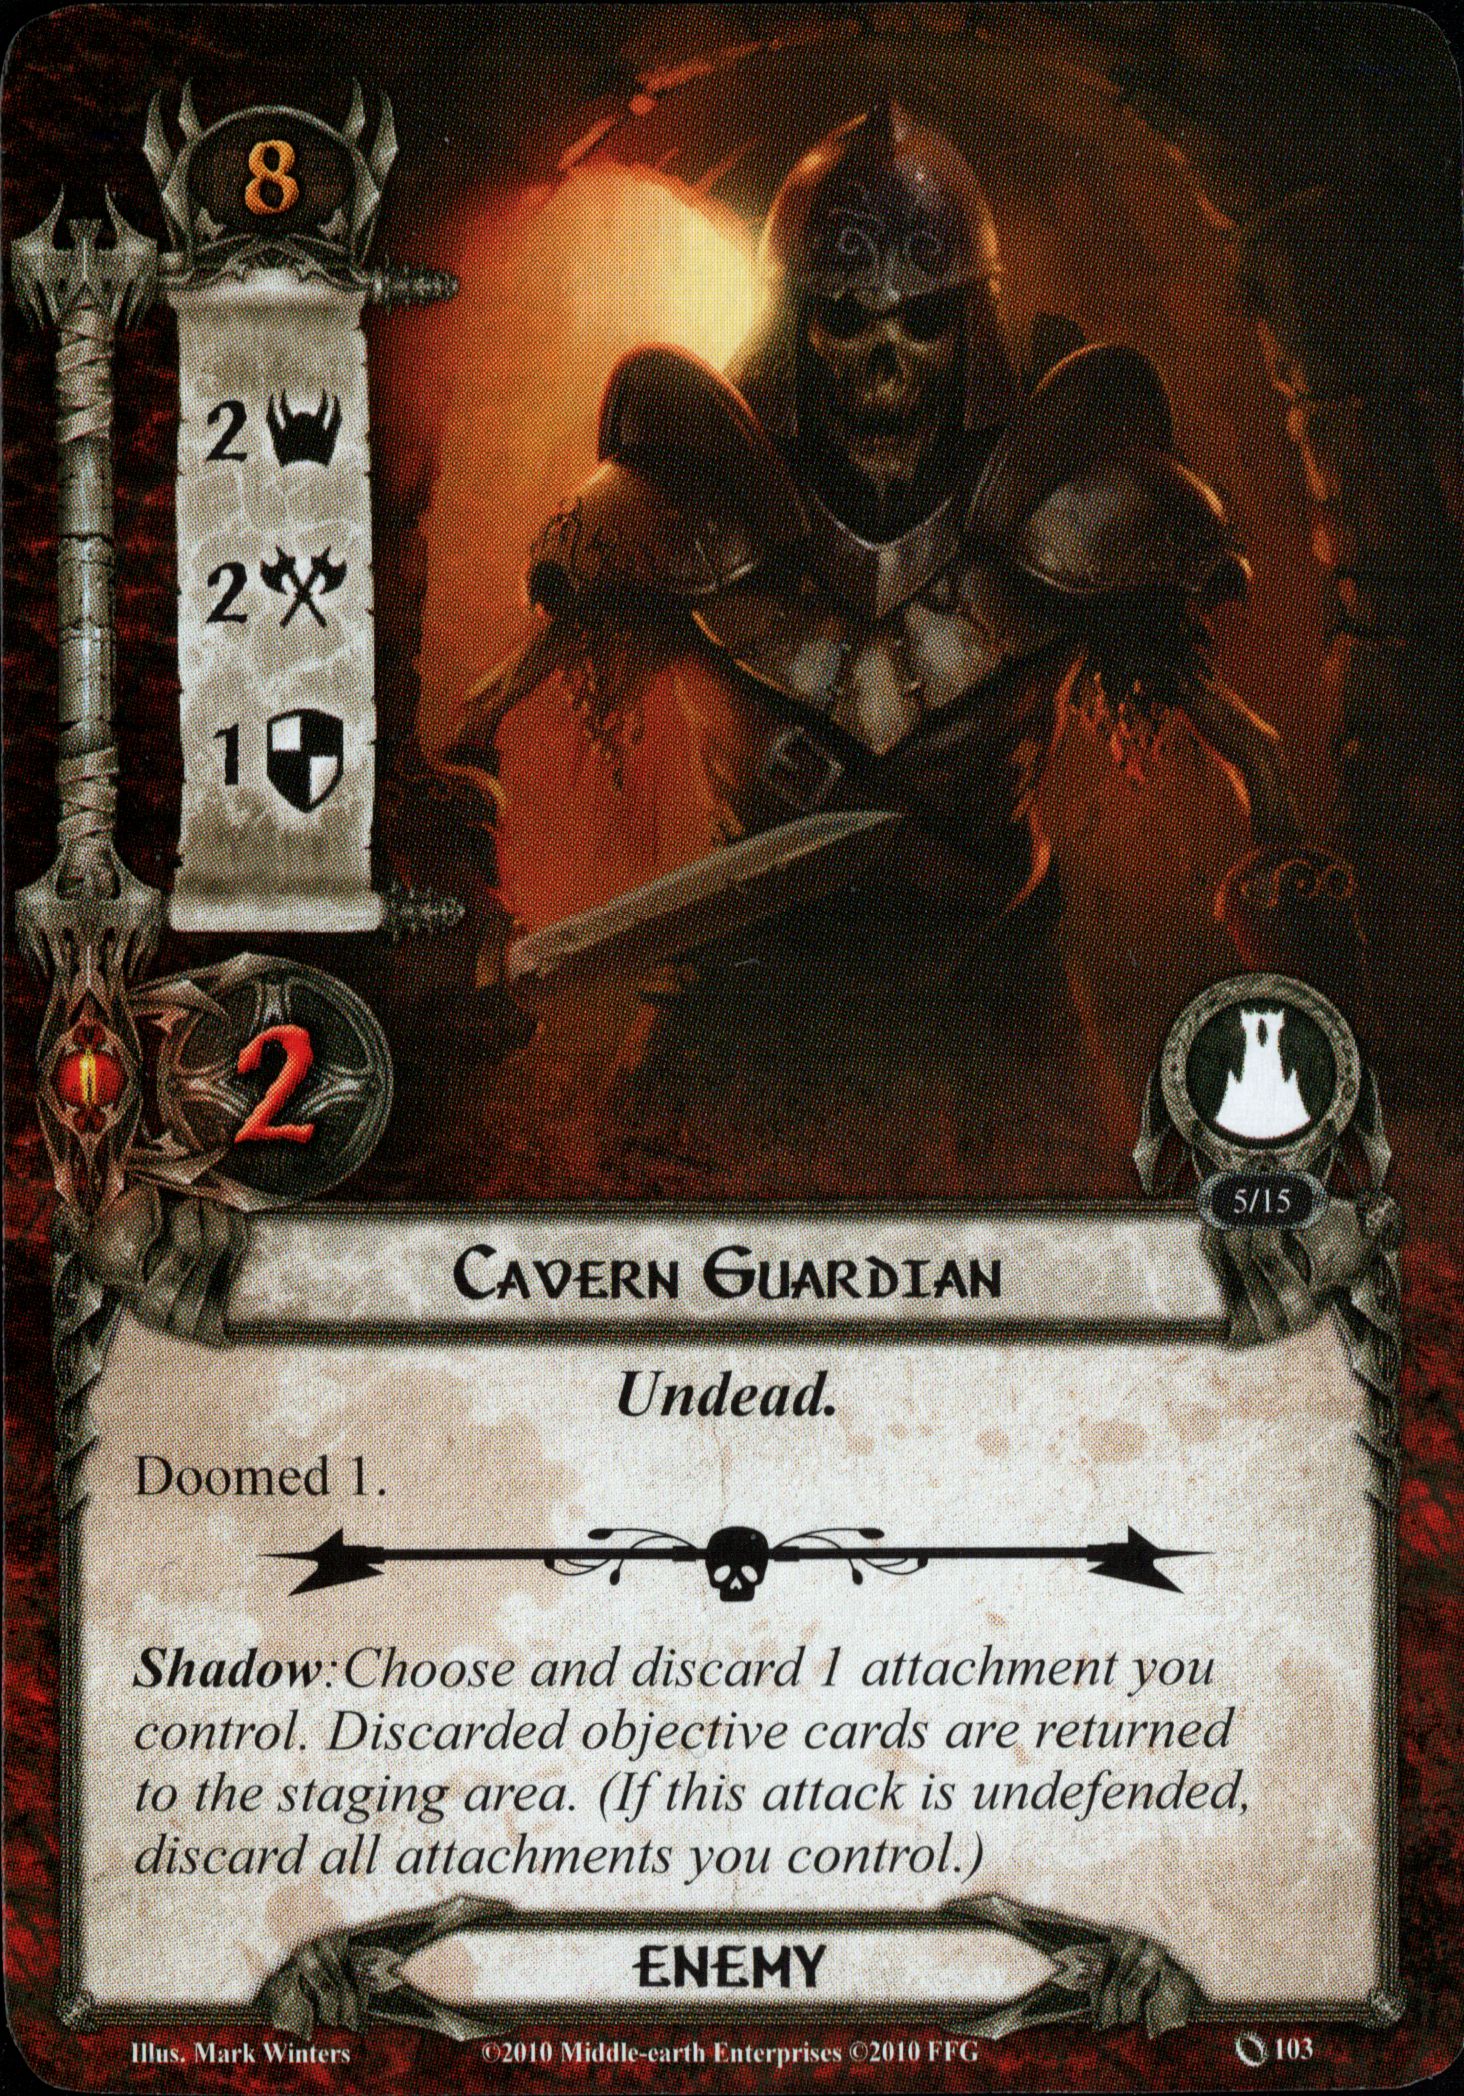 8
2
2
1
2
5/15
Cavern Guardian
Undead.
Doomed 1.
Shadow:Choose and discard 1 attachment you
control. Discarded objective cards are returned
to the staging area. (If this attack is undefended,
discard all attachments you control.)
ENEMY
Illus. Mark Winters ©2010 Middle-earth Enterprises ©2010 FFG 103